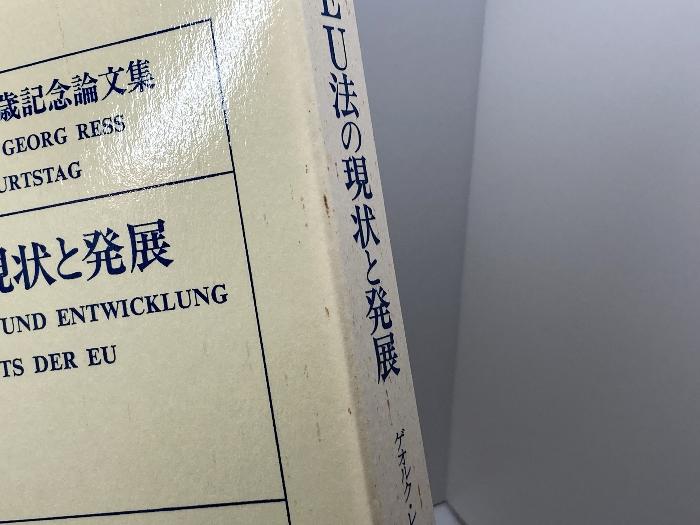 歳記念論文集
GEORG RESS
URTSTAG
現状と発展
UND ENTWICKLUNG
TS DER EU
EU法の現状と発展
ゲオルク・レ